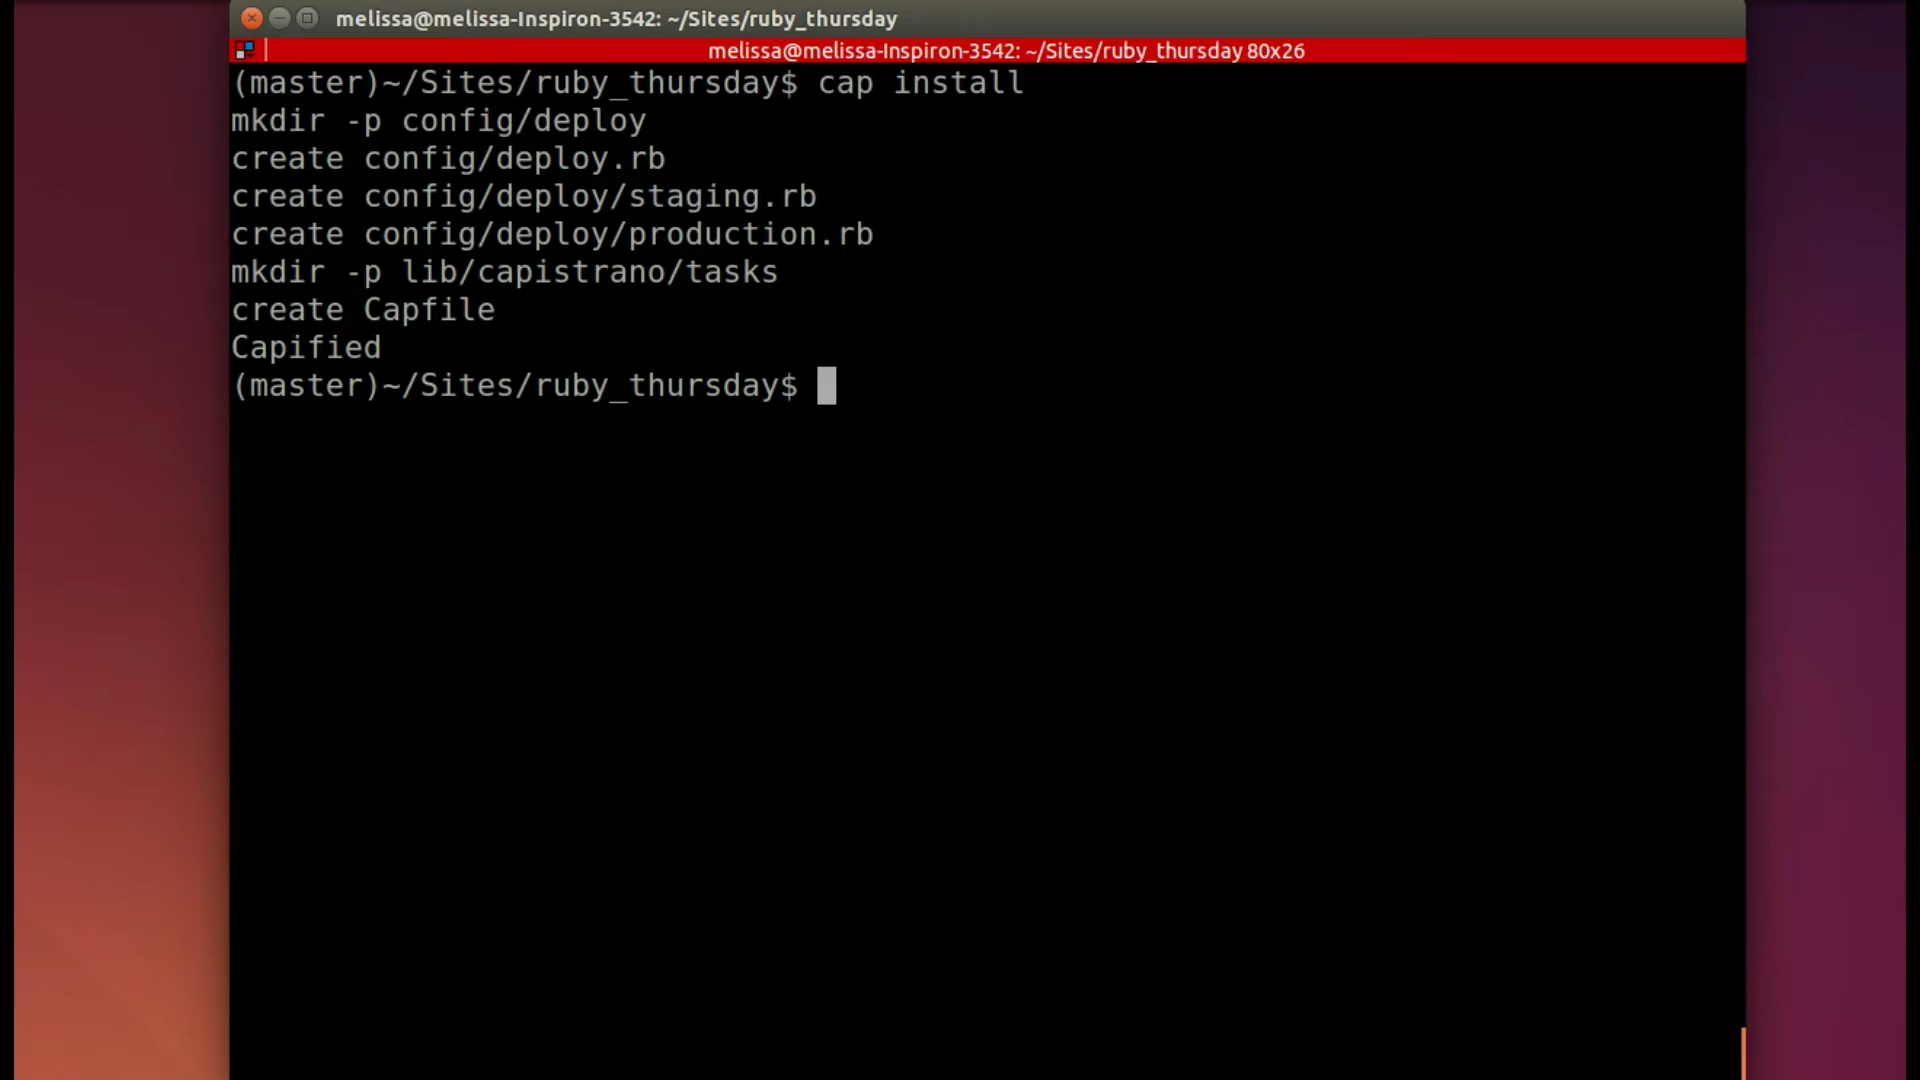 melissa@melissa-Inspiron-3542: ~/Sites/ruby_thursday
melissa@melissa-Inspiron-3542: ~/Sites/ruby_thursday 80x26
(master)~/Sites/ruby_thursday$ cap install
mkdir -p config/deploy
create config/deploy.rb
create config/deploy/staging.rb
create config/deploy/production.rb
mkdir -p lib/capistrano/tasks
create Capfile
Capified
(master)~/Sites/ruby_thursday$